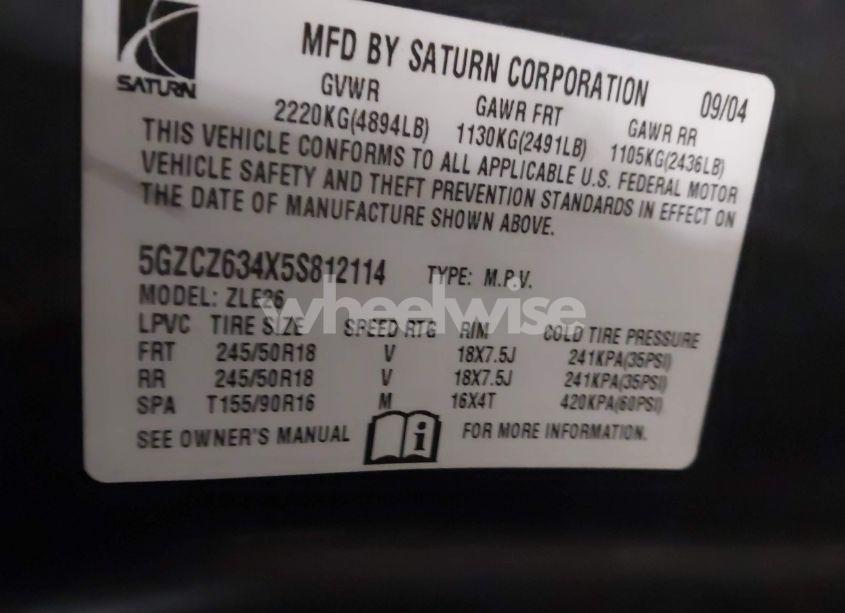 SATURN
MFD BY SATURN CORPORATION 09/04
GVWR GAWR FRT GAWR RR
2220KG(4894LB) 1130KG(2491LB) 1105KG(2436LB)
THIS VEHICLE CONFORMS TO ALL APPLICABLE U.S. FEDERAL MOTOR
VEHICLE SAFETY AND THEFT PREVENTION STANDARDS IN EFFECT ON
THE DATE OF MANUFACTURE SHOWN ABOVE.
5GZCZ634X5S812114 TYPE: M.P.V.
MODEL: ZLE26
wheelwise
LPVC TIRE SIZE SPEED RTG RIM COLD TIRE PRESSURE
FRT 245/50R18 V 18X7.5J 241KPA(35PSI)
RR 245/50R18 V 18X7.5J 241KPA(35PSI)
SPA T155/90R16 M 16X4T 420KPA(60PSI)
SEE OWNER'S MANUAL i FOR MORE INFORMATION.